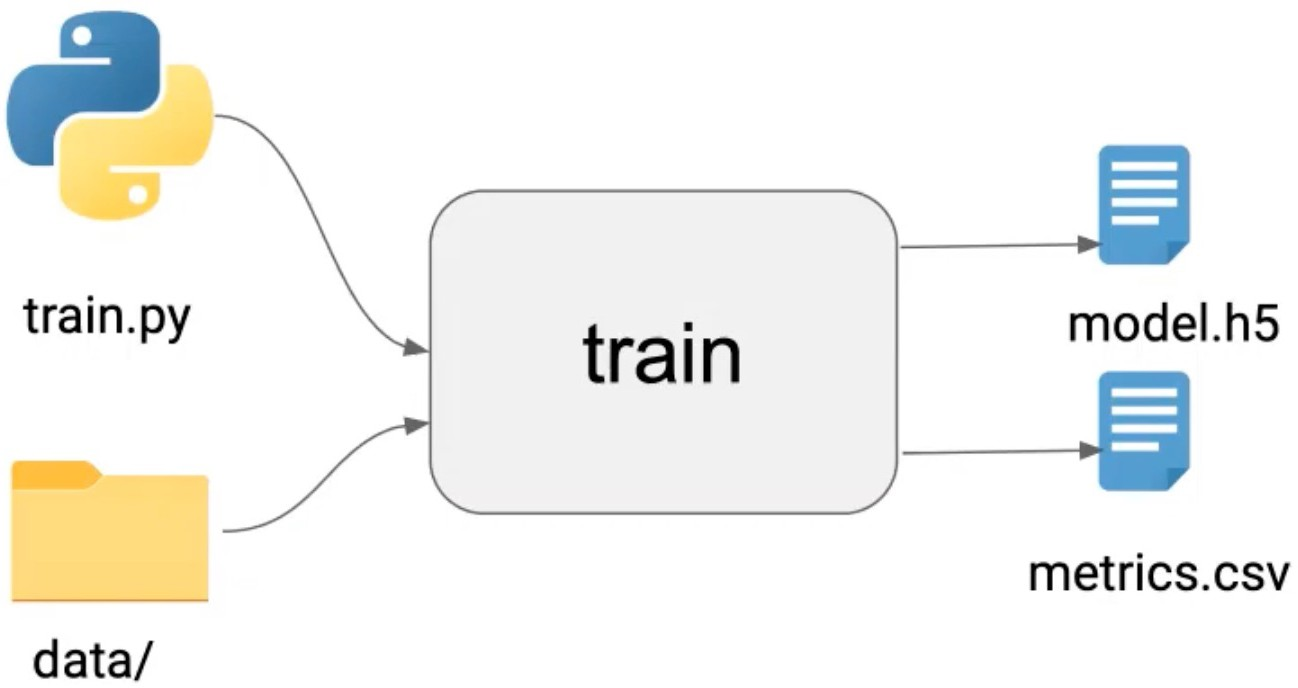 train.py
data/
train
model.h5
metrics.csv